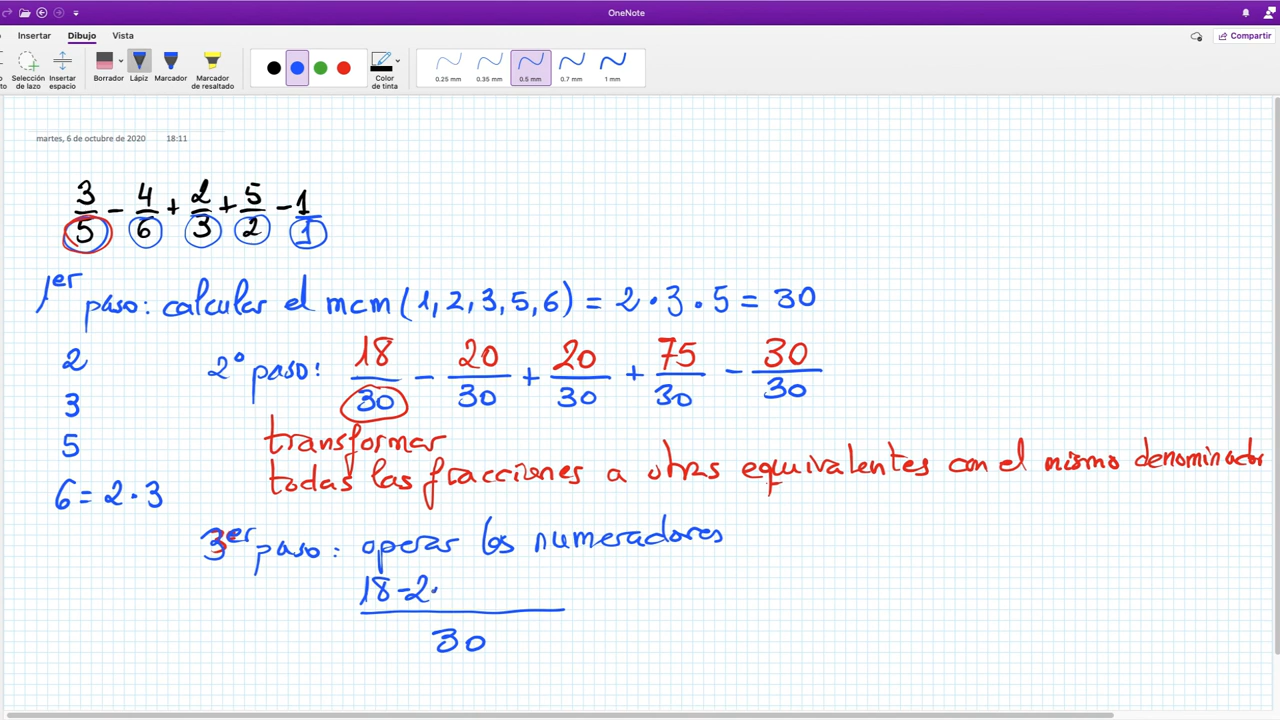 OneNote
Insertar Dibujo Vista
Compartir
Borrador Lápiz Marcador
Selección de lazo Insertar espacio Marcador de resaltado
0.25 mm 0.35 mm 0.5 mm 0.7 mm 1 mm
Color de tinta
martes, 6 de octubre de 2020 18:11
3/5 - 4/6 + 2/3 + 5/2 - 1/1
1er paso: calcular el mcm (1, 2, 3, 5, 6) = 2 · 3 · 5 = 30
2
2º paso: 18/30 - 20/30 + 20/30 + 75/30 - 30/30
3
5
transformar
todas las fracciones a otras equivalentes con el mismo denominador
6 = 2 · 3
3er paso: operar los numeradores
18-2
30